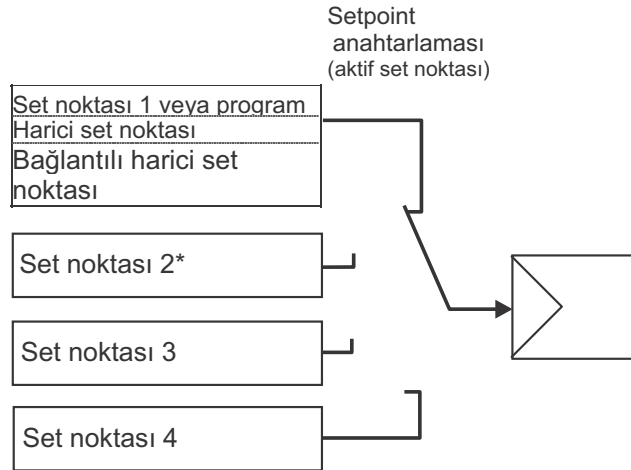 Setpoint
anahtarlaması
(aktif set noktası)
Set noktası 1 veya program
Harici set noktası
Bağlantılı harici set
noktası
Set noktası 2*
Set noktası 3
Set noktası 4